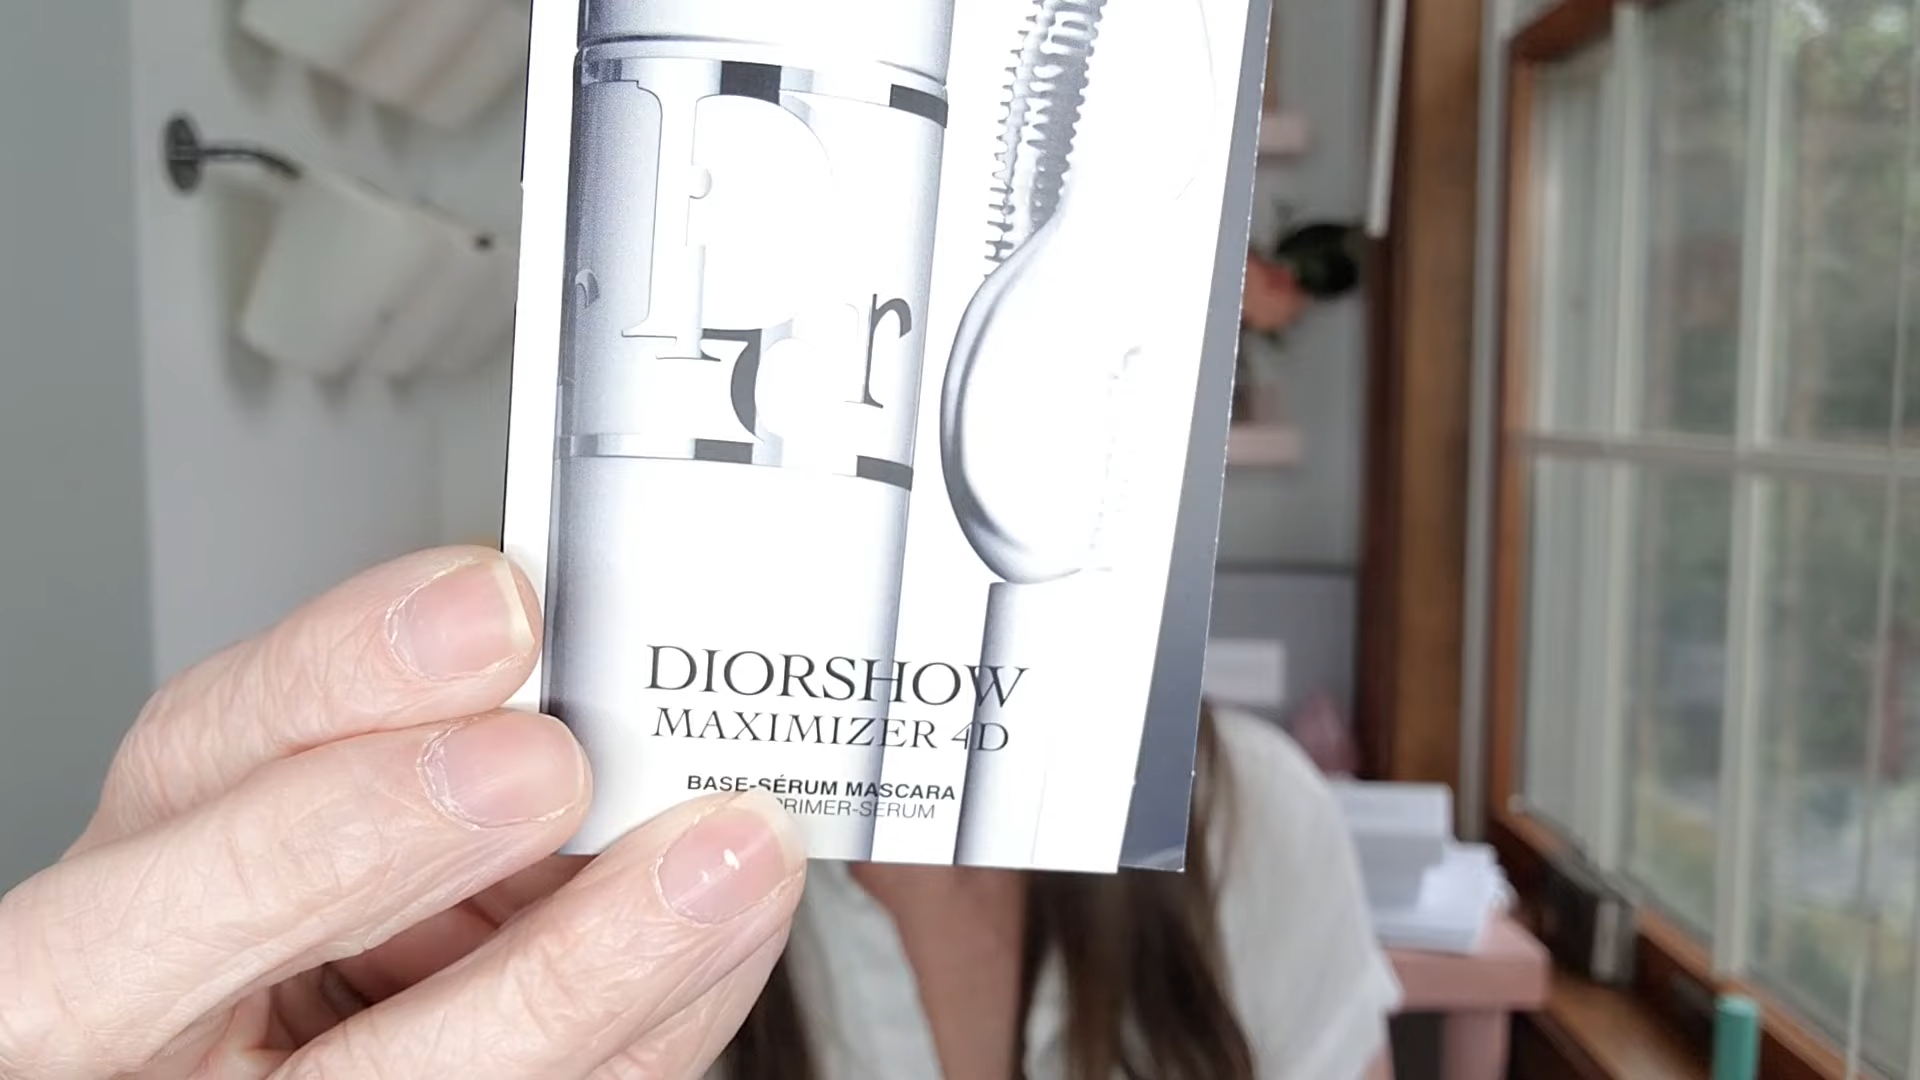 Dior
r
DIORSHOW
MAXIMIZER 4D
BASE-SÉRUM MASCARA
PRIMER-SERUM